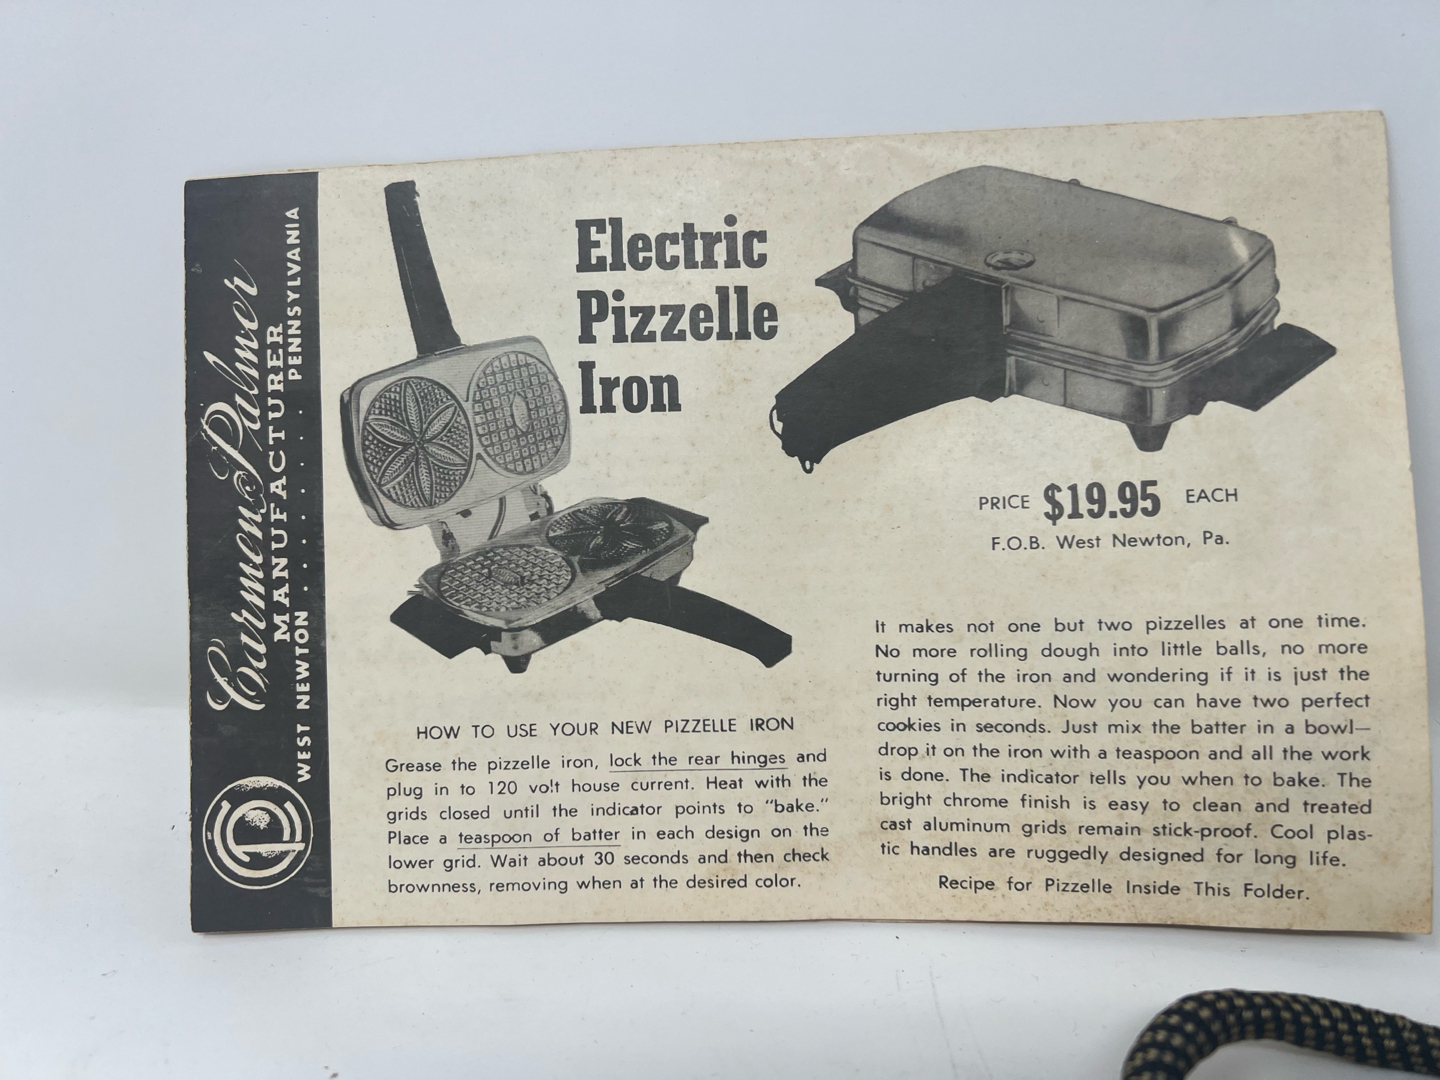 Carmen Palmer
MANUFACTURER
WEST NEWTON . . . . . . . . PENNSYLVANIA
Electric
Pizzelle
Iron
PRICE $19.95 EACH
F.O.B. West Newton, Pa.
HOW TO USE YOUR NEW PIZZELLE IRON
Grease the pizzelle iron, lock the rear hinges and
plug in to 120 volt house current. Heat with the
grids closed until the indicator points to "bake."
Place a teaspoon of batter in each design on the
lower grid. Wait about 30 seconds and then check
brownness, removing when at the desired color.
It makes not one but two pizzelles at one time.
No more rolling dough into little balls, no more
turning of the iron and wondering if it is just the
right temperature. Now you can have two perfect
cookies in seconds. Just mix the batter in a bowl—
drop it on the iron with a teaspoon and all the work
is done. The indicator tells you when to bake. The
bright chrome finish is easy to clean and treated
cast aluminum grids remain stick-proof. Cool plas-
tic handles are ruggedly designed for long life.
Recipe for Pizzelle Inside This Folder.